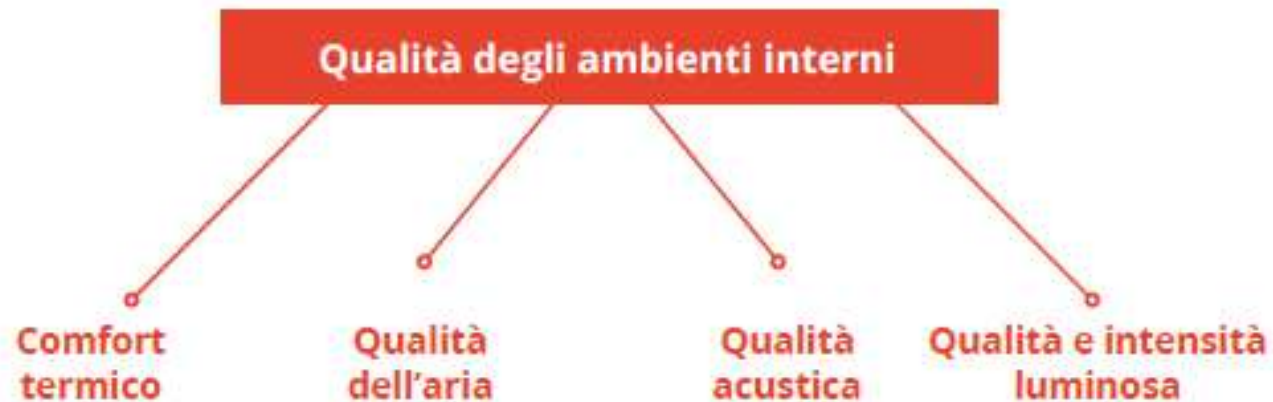 Qualità degli ambienti interni
Comfort
termico
Qualità
dell'aria
Qualità
acustica
Qualità e intensità
luminosa